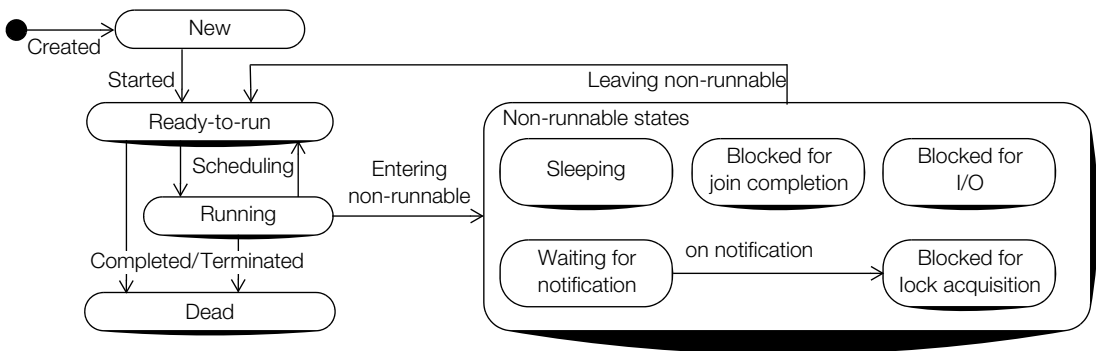 New
Created
Started
Leaving non-runnable
Ready-to-run
Non-runnable states
Scheduling
Entering
non-runnable
Sleeping
Blocked for
join completion
Blocked for
I/O
Running
Completed/Terminated
Waiting for
notification
on notification
Blocked for
lock acquisition
Dead